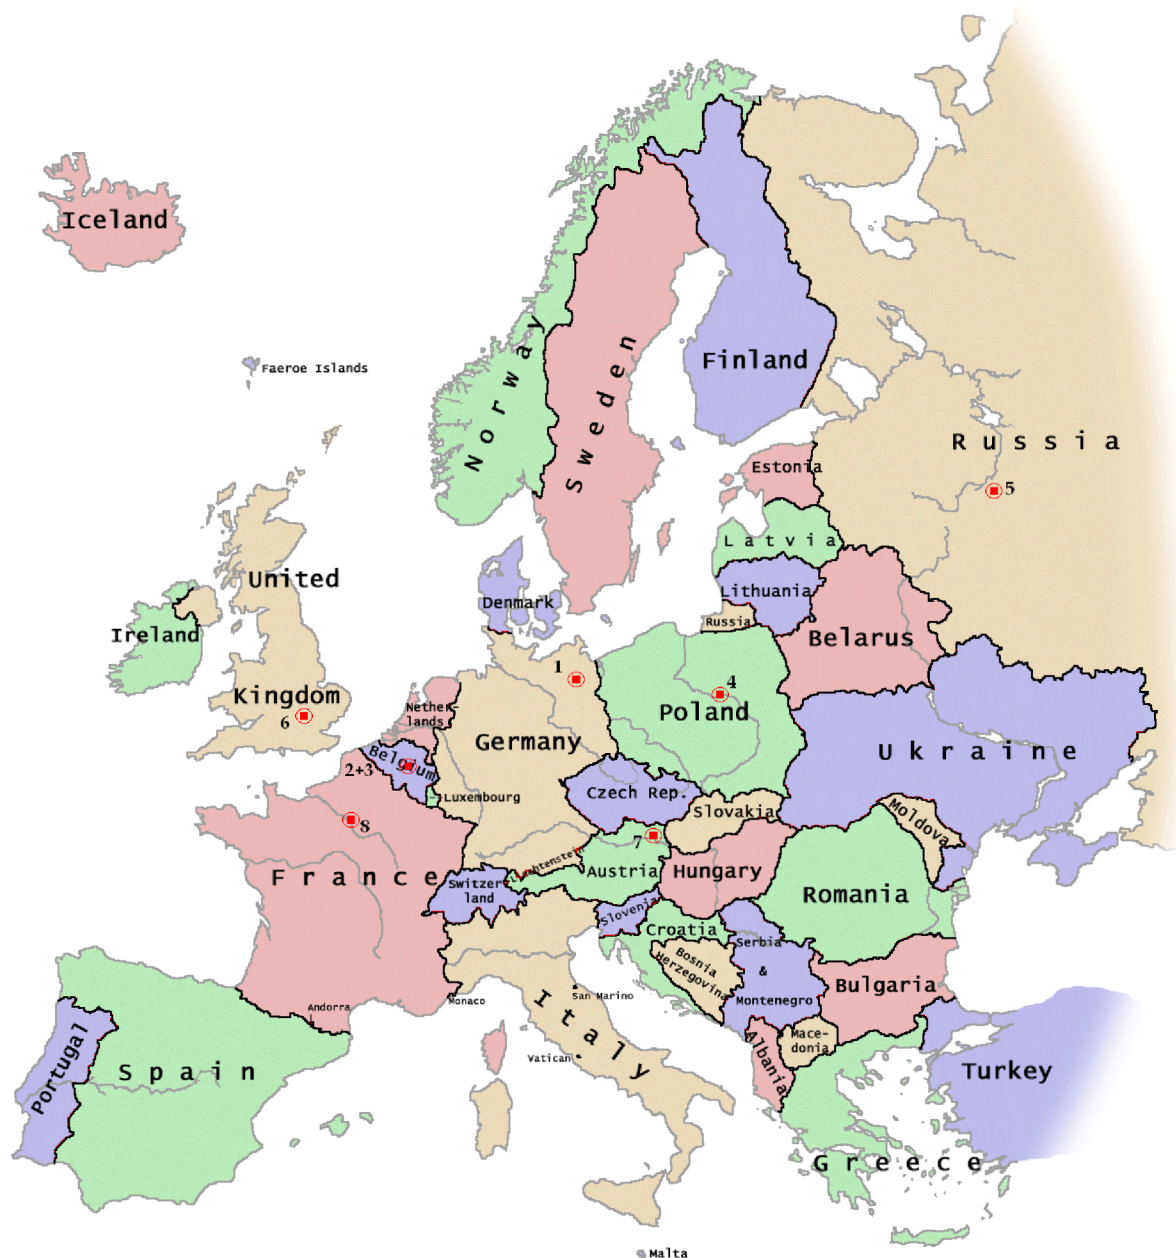 Iceland
Faeroe Islands
Norway
Sweden
Finland
Russia
5
Estonia
Latvia
Lithuania
Russia
Belarus
United
Kingdom
6
Ireland
Denmark
1
4
Poland
Nether
lands
Germany
Belgium
2+3
Luxembourg
Ukraine
Czech Rep.
Slovakia
Moldova
8
France
7
Liechtenstein
Austria
Switzer
land
Hungary
Romania
Slovenia
Croatia
Serbia
&
Montenegro
Bosnia
Herzegovina
Bulgaria
Monaco
San Marino
Andorra
Italy
Vatican
Mace-
donia
Albania
Portugal
Spain
Turkey
Greece
Malta